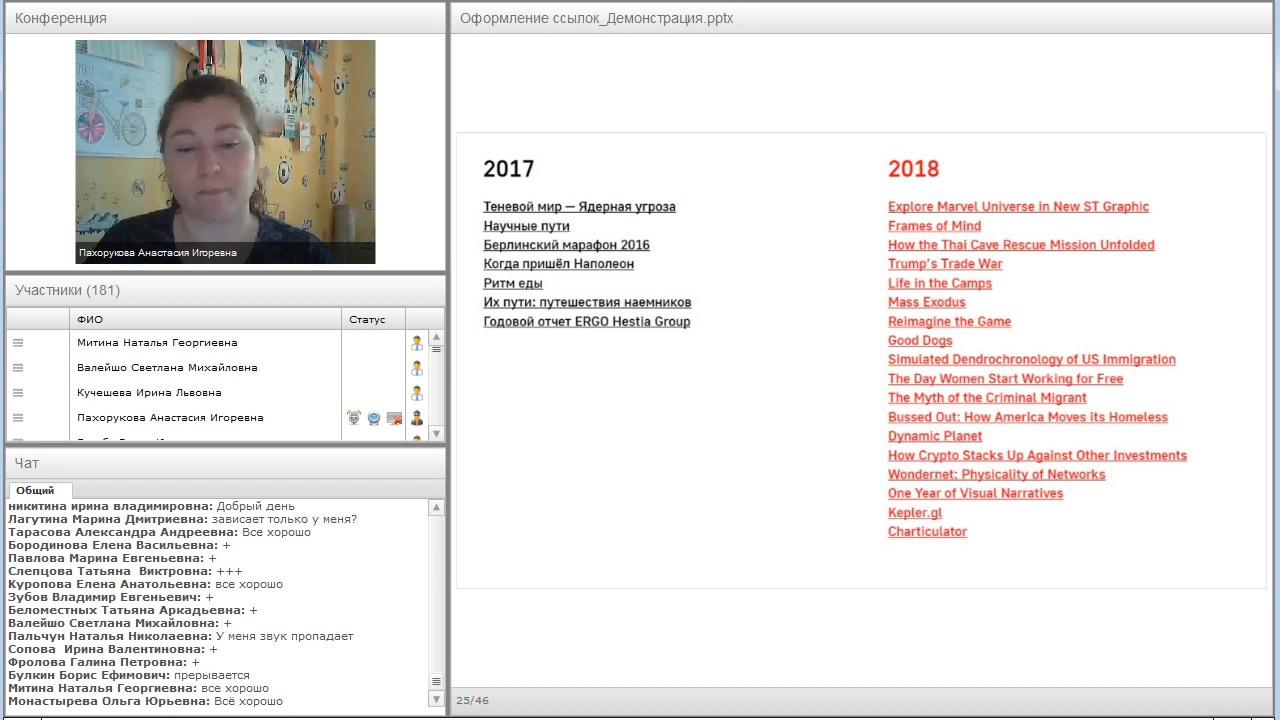 Конференция
Пахорукова Анастасия Игоревна
Участники (181)
ФИО
Статус
Митина Наталья Георгиевна
Валейшо Светлана Михайловна
Кучешева Ирина Львовна
Пахорукова Анастасия Игоревна
Чат
Общий
никитина ирина владимировна: Добрый день
Лагутина Марина Дмитриевна: зависает только у меня?
Тарасова Александра Андреевна: Все хорошо
Бородинова Елена Васильевна: +
Павлова Марина Евгеньевна: +
Слепцова Татьяна Виктровна: +++
Куропова Елена Анатольевна: все хорошо
Зубов Владимир Евгеньевич: +
Беломестных Татьяна Аркадьевна: +
Валейшо Светлана Михайловна: +
Пальчун Наталья Николаевна: У меня звук пропадает
Сопова Ирина Валентиновна: +
Фролова Галина Петровна: +
Булкин Борис Ефимович: прерывается
Митина Наталья Георгиевна: все хорошо
Монастырева Ольга Юрьевна: Всё хорошо
Оформление ссылок_Демонстрация.pptx
2017
Теневой мир — Ядерная угроза
Научные пути
Берлинский марафон 2016
Когда пришёл Наполеон
Ритм еды
Их пути: путешествия наемников
Годовой отчет ERGO Hestia Group
2018
Explore Marvel Universe in New ST Graphic
Frames of Mind
How the Thai Cave Rescue Mission Unfolded
Trump's Trade War
Life in the Camps
Mass Exodus
Reimagine the Game
Good Dogs
Simulated Dendrochronology of US Immigration
The Day Women Start Working for Free
The Myth of the Criminal Migrant
Bussed Out: How America Moves its Homeless
Dynamic Planet
How Crypto Stacks Up Against Other Investments
Wondernet: Physicality of Networks
One Year of Visual Narratives
Kepler.gl
Charticulator
25/46